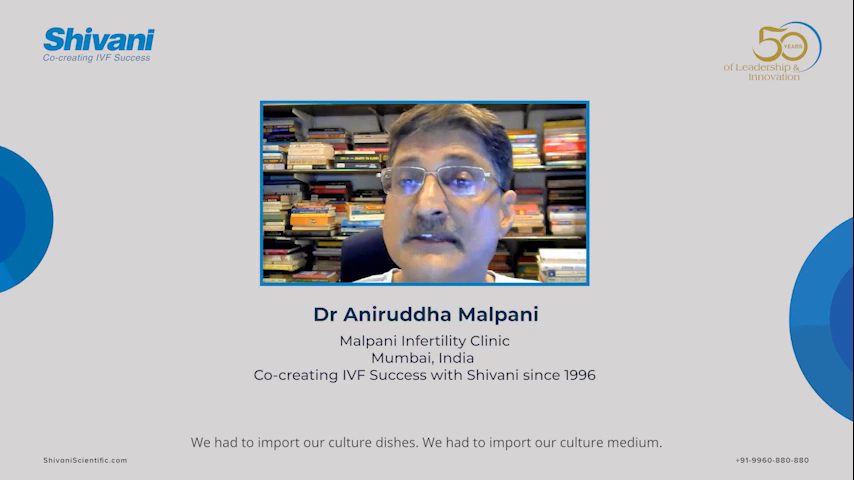 Shivani
Co-creating IVF Success
50
YEARS
of Leadership &
Innovation
Dr Aniruddha Malpani
Malpani Infertility Clinic
Mumbai, India
Co-creating IVF Success with Shivani since 1996
We had to import our culture dishes. We had to import our culture medium.
ShivaniScientific.com
+91-9960-880-880